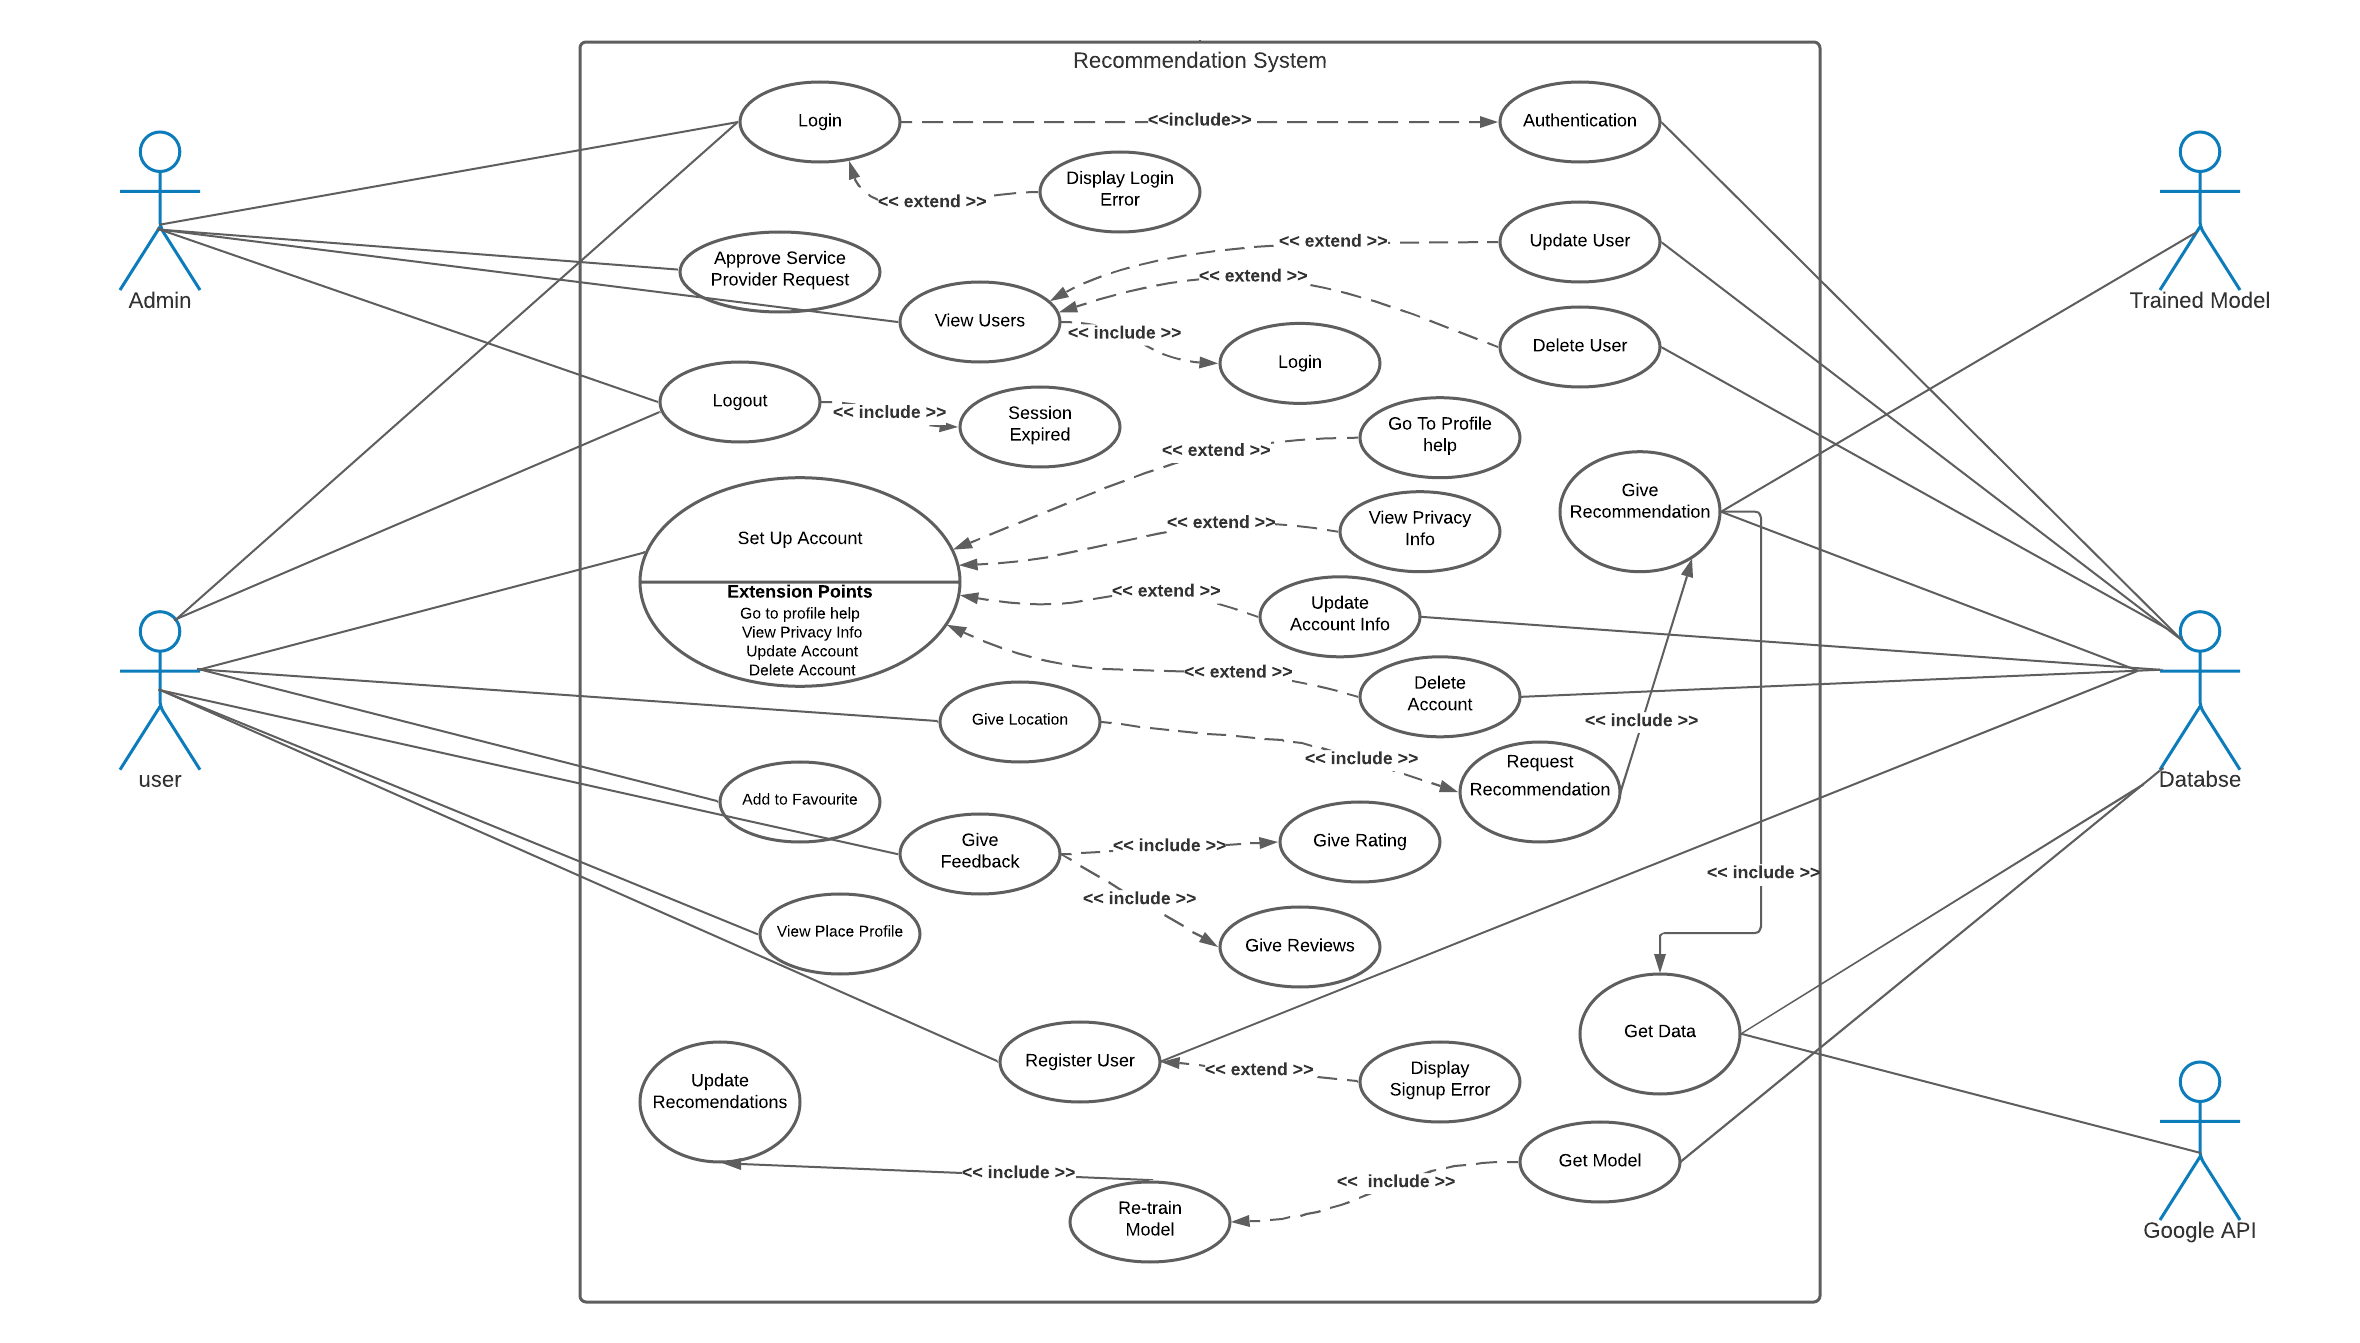 Recommendation System
Login
<<include>>
Authentication
Display Login
Error
<< extend >>
Update User
<< extend >>
Approve Service
Provider Request
<< extend >>
View Users
<< include >>
Delete User
Login
Admin
Trained Model
Logout
<< include >>
Session
Expired
Go To Profile
help
<< extend >>
Give
Recommendation
View Privacy
Info
<< extend >>
Set Up Account
Extension Points
Go to profile help
View Privacy Info
Update Account
Delete Account
<< extend >>
Update
Account Info
<< extend >>
Delete
Account
Give Location
<< include >>
<< include >>
Request
Recommendation
user
Databse
Add to Favourite
Give
Feedback
<< include >>
Give Rating
<< include >>
<< include >>
View Place Profile
Give Reviews
Get Data
Register User
<< extend >>
Display
Signup Error
Update
Recomendations
<< include >>
Get Model
<<  include >>
Re-train
Model
Google API